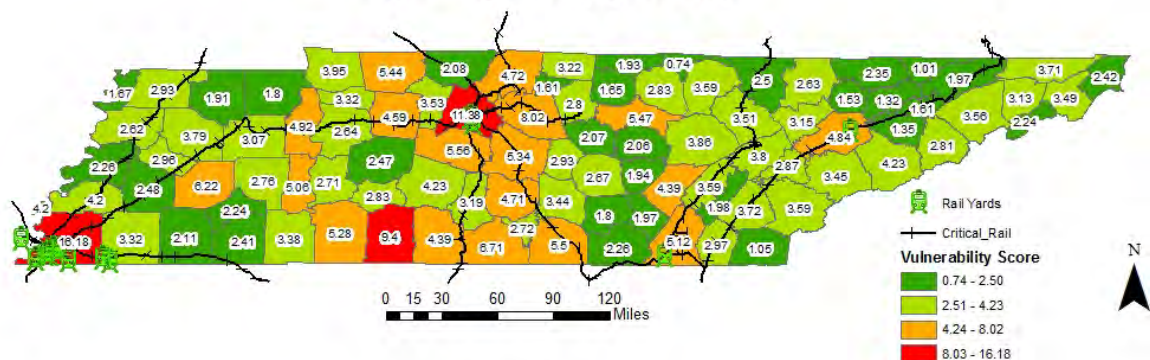 3.95 5.44 2.08 4.72 3.22 1.93 0.74 2.5 2.63 2.35 1.01 1.97 3.71 2.42
1.67 2.93 1.91 1.8 3.32 4.59 3.53 11.38 1.61 8.02 2.8 1.65 2.83 3.59 1.53 1.32 1.61 3.13 3.49
2.62 3.79 3.07 4.92 2.64 5.47 3.51 3.15 4.84 1.35 3.56 2.24
2.26 2.96 2.48 6.22 2.76 5.06 2.71 2.47 5.56 5.34 2.93 2.07 2.06 3.86 3.8 2.87 4.23 2.81
4.2 4.2 2.24 2.83 4.23 3.19 4.71 3.44 2.67 1.94 4.39 3.59 1.98 3.72 3.45 3.59
16.18 3.32 2.11 2.41 3.38 5.28 9.4 4.39 6.71 2.72 5.5 1.8 1.97 2.26 5.12 2.97 1.05
Rail Yards
Critical_Rail
Vulnerability Score
0.74 - 2.50
2.51 - 4.23
4.24 - 8.02
8.03 - 16.18
0 15 30 60 90 120
Miles
N